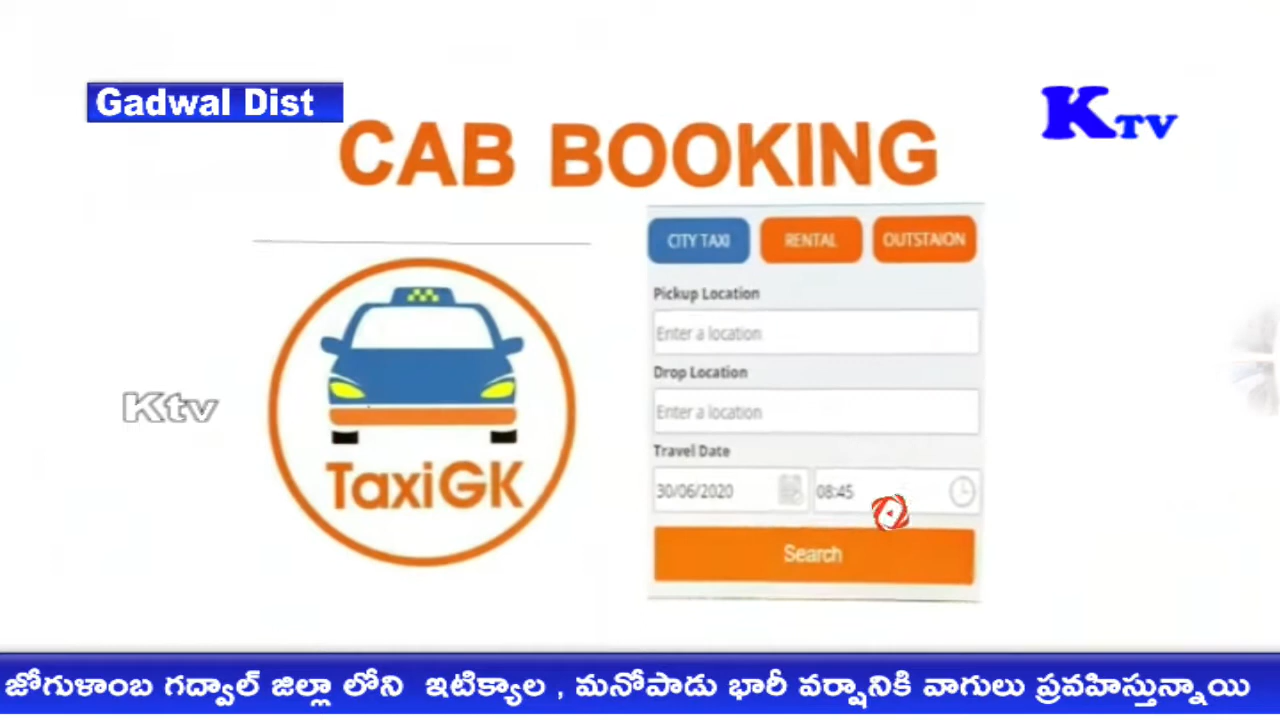 Gadwal Dist
KTV
CAB BOOKING
CITY TAXI RENTAL OUTSTAION
Pickup Location
Enter a location
Drop Location
Enter a location
Travel Date
30/06/2020 08:45
Search
TaxiGK
Ktv
జోగుళాంబ గద్వాల్ జిల్లా లోని ఇటిక్యాల , మనోపాడు భారీ వర్షానికి వాగులు ప్రవహిస్తున్నాయి